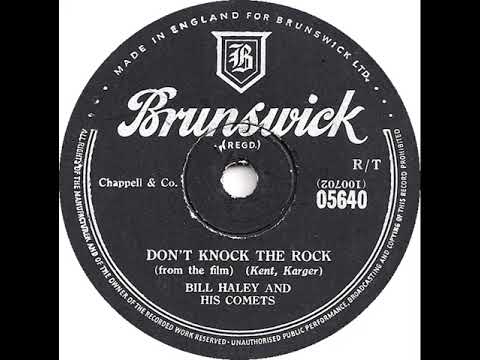 MADE IN ENGLAND FOR BRUNSWICK LTD.
B
Brunswick
(REGD.)
R/T
Chappell & Co.
(100702)
05640
DON'T KNOCK THE ROCK
(from the film) (Kent, Karger)
BILL HALEY AND
HIS COMETS
ALL RIGHTS OF THE MANUFACTURER AND OF THE OWNER OF THE RECORDED WORK RESERVED - UNAUTHORISED PUBLIC PERFORMANCE, BROADCASTING AND COPYING OF THIS RECORD PROHIBITED